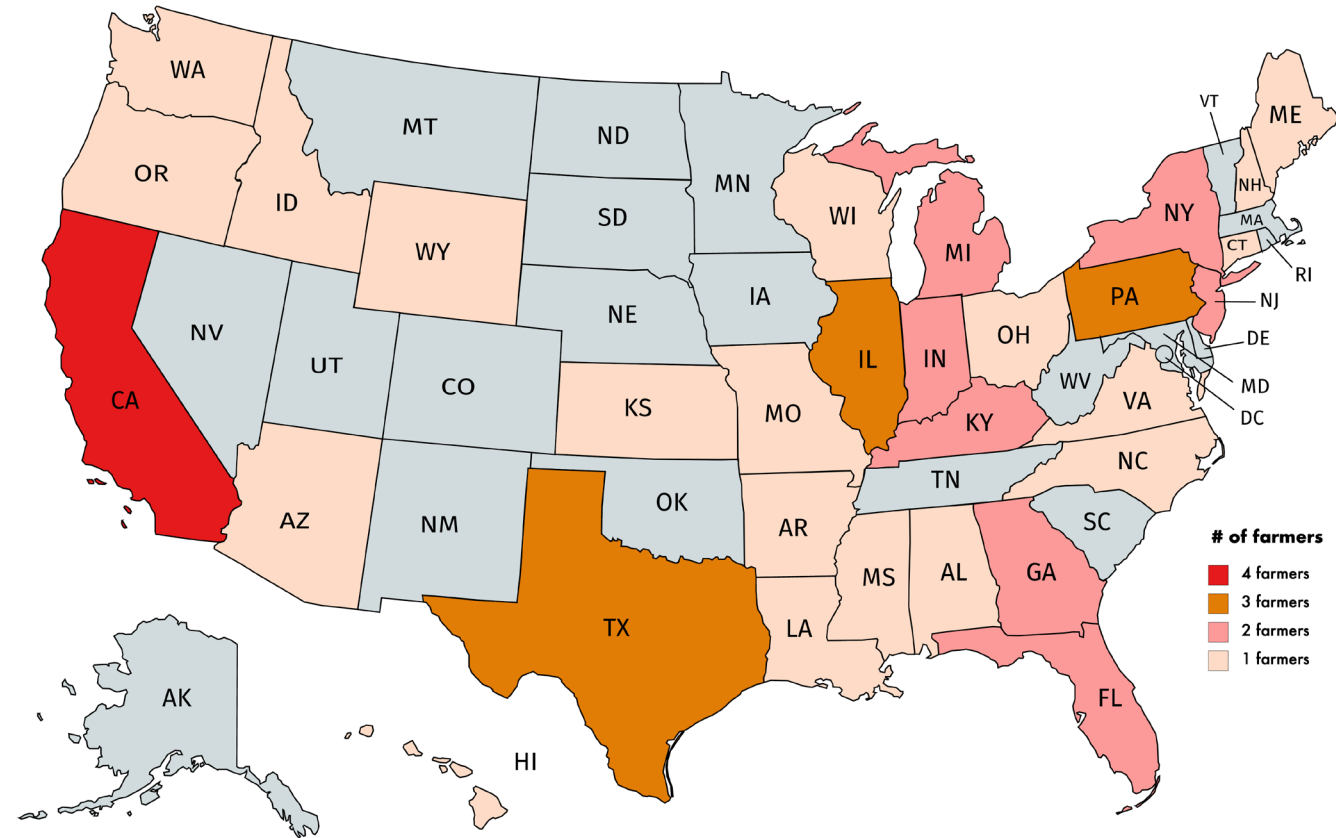 WA
MT
ND
MN
VT
ME
OR
ID
WY
SD
WI
MI
NY
NH
MA
CT
RI
NV
UT
CO
NE
IA
PA
NJ
CA
KS
MO
IL
IN
OH
WV
VA
DE
MD
DC
KY
AZ
NM
OK
AR
TN
NC
SC
TX
LA
MS
AL
GA
FL
AK
HI
# of farmers
4 farmers
3 farmers
2 farmers
1 farmers